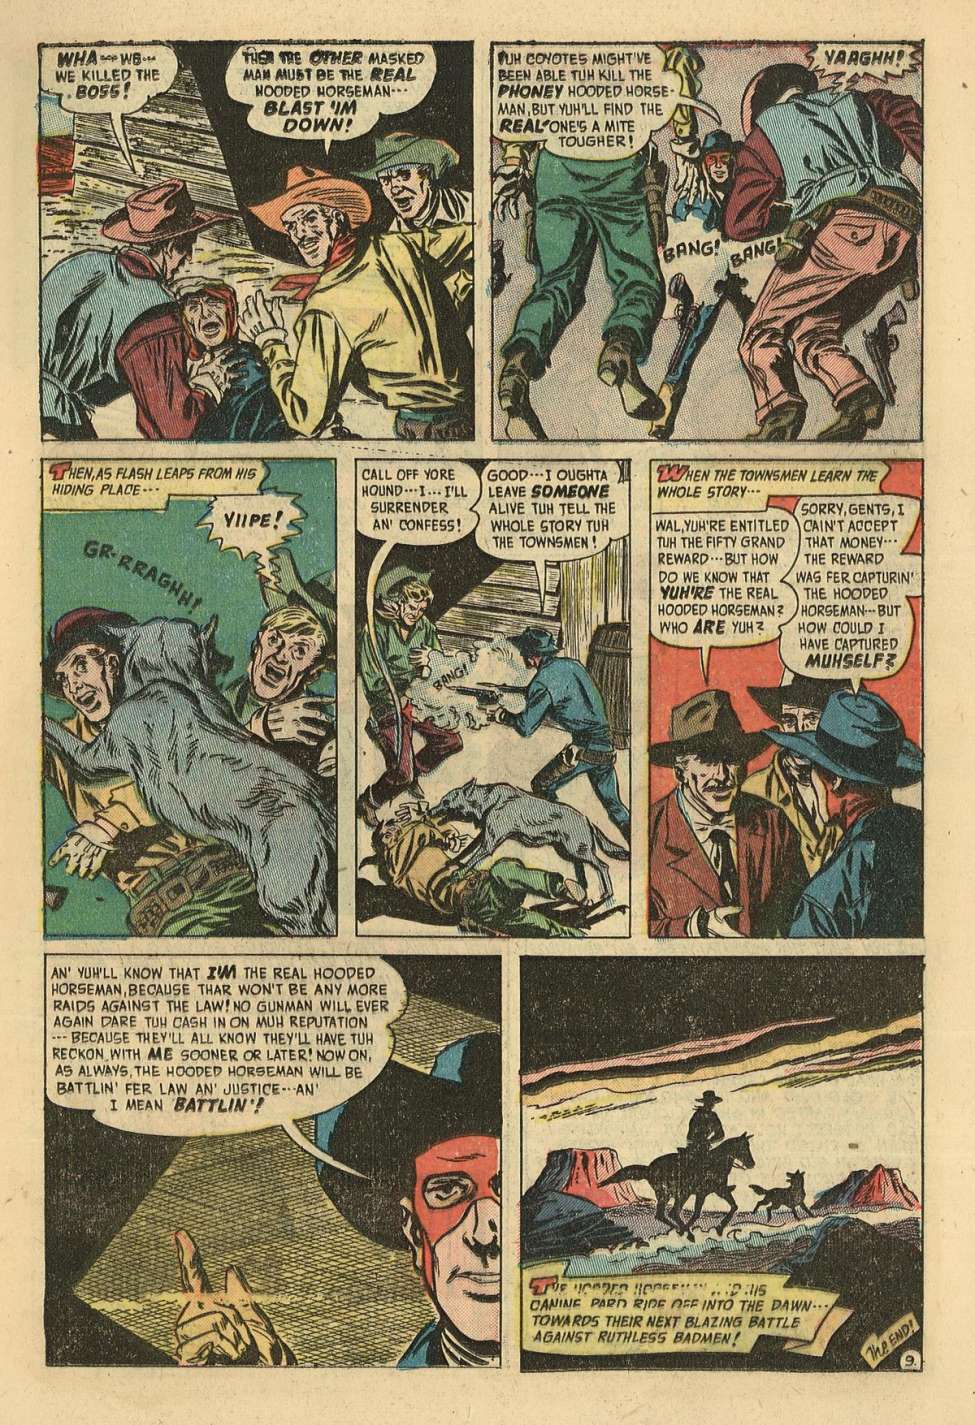 WHA--WE--
WE KILLED THE
BOSS!
THEN THE OTHER MASKED
MAN MUST BE THE REAL
HOODED HORSEMAN---
BLAST 'IM
DOWN!
YUH COYOTES MIGHT'VE
BEEN ABLE TUH KILL THE
PHONEY HOODED HORSE-
MAN, BUT YUH'LL FIND THE
REAL ONE'S A MITE
TOUGHER!
YAAGHH!
BANG!
BANG!
THEN, AS FLASH LEAPS FROM HIS
HIDING PLACE---
YIIPE!
GR-RRAGHH!
CALL OFF YORE
HOUND---I---I'LL
SURRENDER
AN' CONFESS!
GOOD---I OUGHTA
LEAVE SOMEONE
ALIVE TUH TELL THE
WHOLE STORY TUH
THE TOWNSMEN!
BANG!
WHEN THE TOWNSMEN LEARN THE
WHOLE STORY---
WAL, YUH'RE ENTITLED
TUH THE FIFTY GRAND
REWARD---BUT HOW
DO WE KNOW THAT
YUH'RE THE REAL
HOODED HORSEMAN?
WHO ARE YUH?
SORRY, GENTS, I
CAIN'T ACCEPT
THAT MONEY---
THE REWARD
WAS FER CAPTURIN'
THE HOODED
HORSEMAN---BUT
HOW COULD I
HAVE CAPTURED
MUHSELF?
AN' YUH'LL KNOW THAT I'M THE REAL HOODED
HORSEMAN, BECAUSE THAR WON'T BE ANY MORE
RAIDS AGAINST THE LAW! NO GUNMAN WILL EVER
AGAIN DARE TUH CASH IN ON MUH REPUTATION
---BECAUSE THEY'LL ALL KNOW THEY'LL HAVE TUH
RECKON WITH ME SOONER OR LATER! NOW ON,
AS ALWAYS, THE HOODED HORSEMAN WILL BE
BATTLIN' FER LAW AN' JUSTICE---AN'
I MEAN BATTLIN'!
THE HOODED HORSEMAN AND HIS
CANINE PARD RIDE OFF INTO THE DAWN---
TOWARDS THEIR NEXT BLAZING BATTLE
AGAINST RUTHLESS BADMEN!
The END!
9